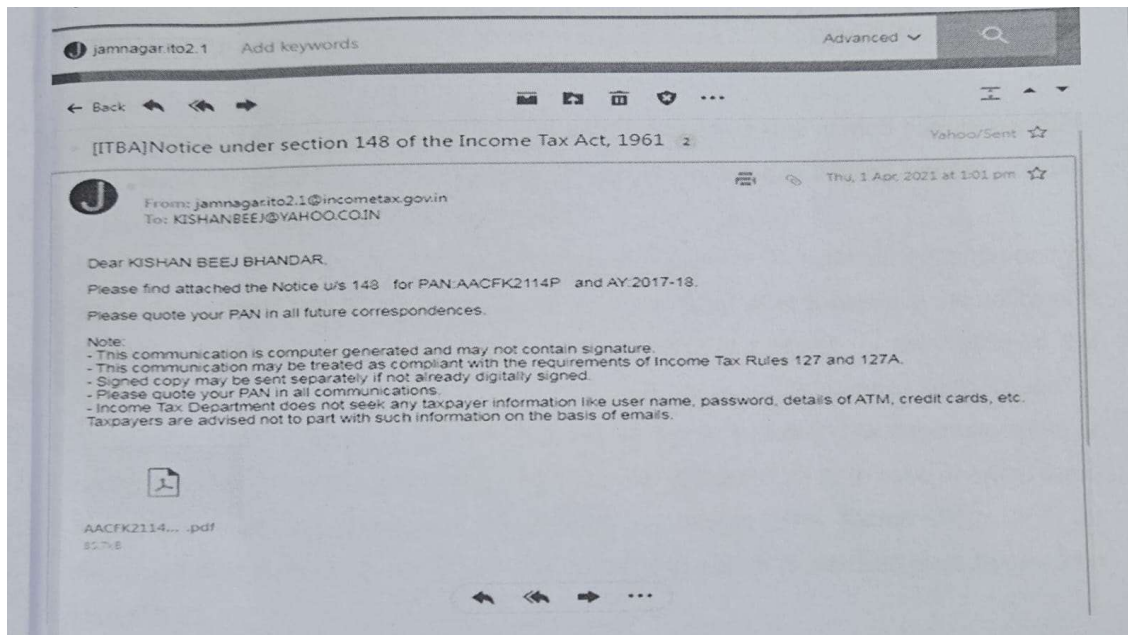 J jamnagar.ito2.1 Add keywords Advanced
Back
[ITBA]Notice under section 148 of the Income Tax Act, 1961 2 Yahoo/Sent
J
Thu, 1 Apr, 2021 at 1:01 pm
From: jamnagar.ito2.1@incometax.gov.in
To: KISHANBEEJ@YAHOO.CO.IN
Dear KISHAN BEEJ BHANDAR,
Please find attached the Notice u/s 148 for PAN:AACFK2114P and AY:2017-18.
Please quote your PAN in all future correspondences.
Note:
- This communication is computer generated and may not contain signature.
- This communication may be treated as compliant with the requirements of Income Tax Rules 127 and 127A.
- Signed copy may be sent separately if not already digitally signed.
- Please quote your PAN in all communications.
- Income Tax Department does not seek any taxpayer information like user name, password, details of ATM, credit cards, etc.
Taxpayers are advised not to part with such information on the basis of emails.
AACFK2114... .pdf
85.7kB